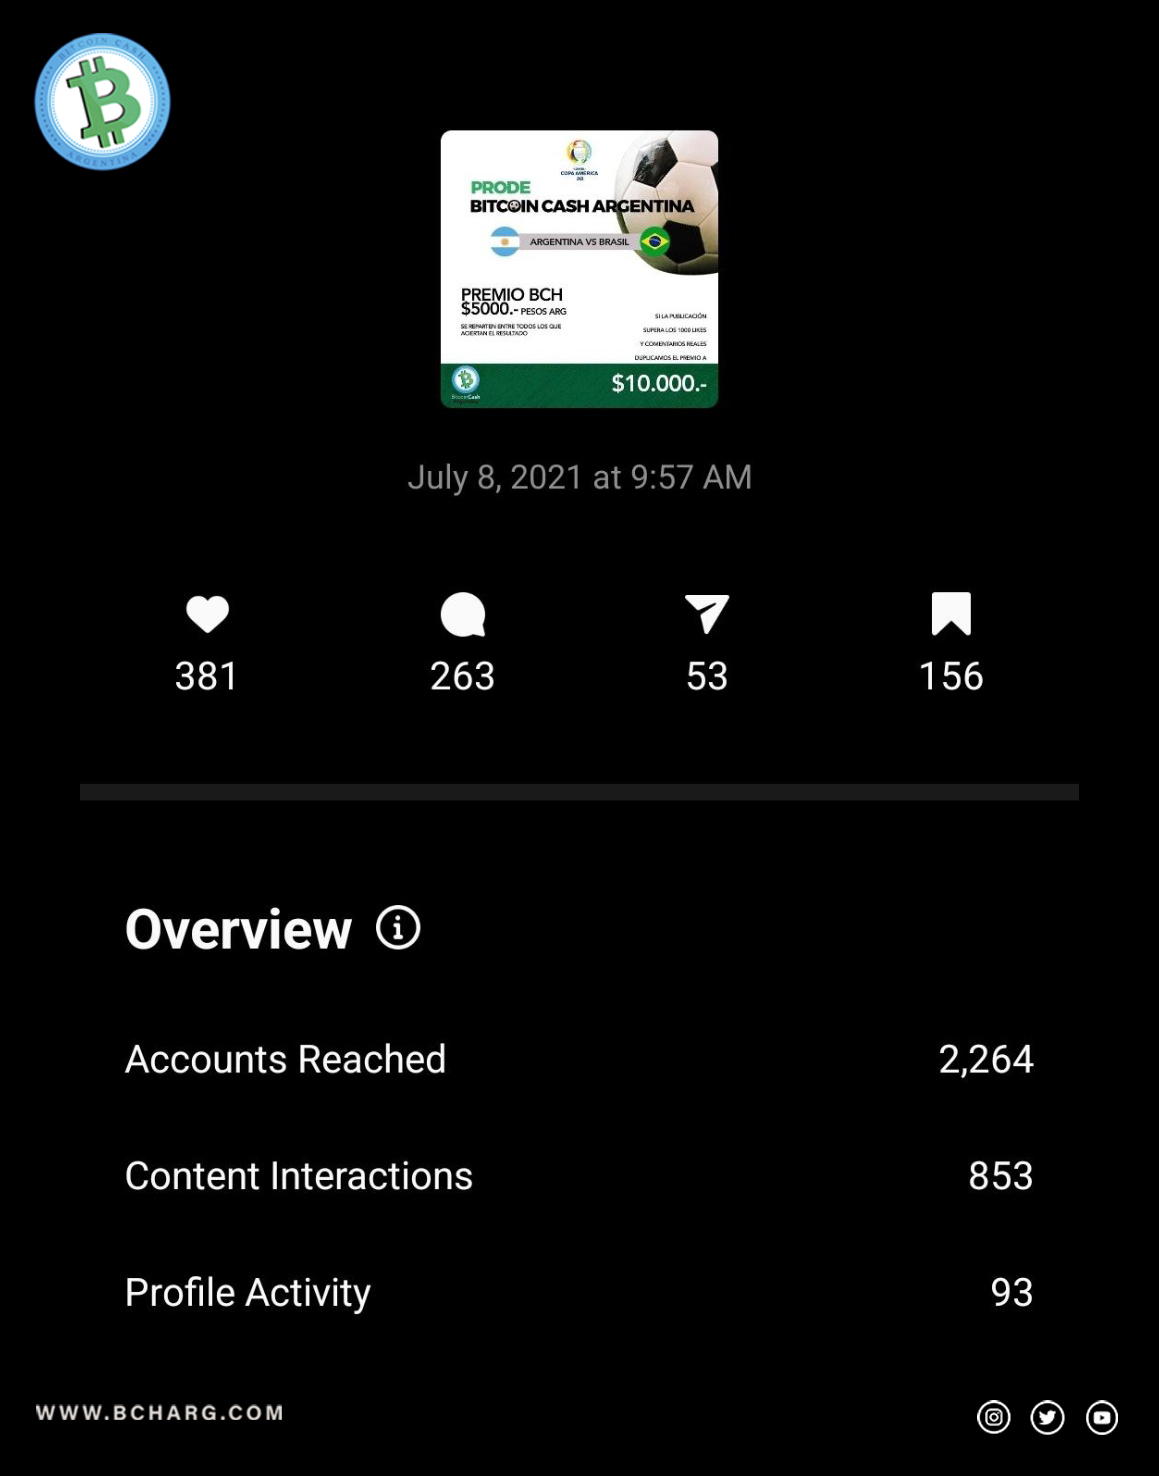 BITCOIN CASH
ARGENTINA
COPA AMERICA
2021
PRODE
BITCOIN CASH ARGENTINA
ARGENTINA VS BRASIL
PREMIO BCH
$5000.- PESOS ARG
SE REPARTEN ENTRE TODOS LOS QUE
ACIERTAN EL RESULTADO
SI LA PUBLICACIÓN
SUPERA LOS 1000 LIKES
Y COMENTARIOS REALES
DUPLICAMOS EL PREMIO A
$10.000.-
BitcoinCash
July 8, 2021 at 9:57 AM
381 263 53 156
Overview
Accounts Reached 2,264
Content Interactions 853
Profile Activity 93
WWW.BCHARG.COM